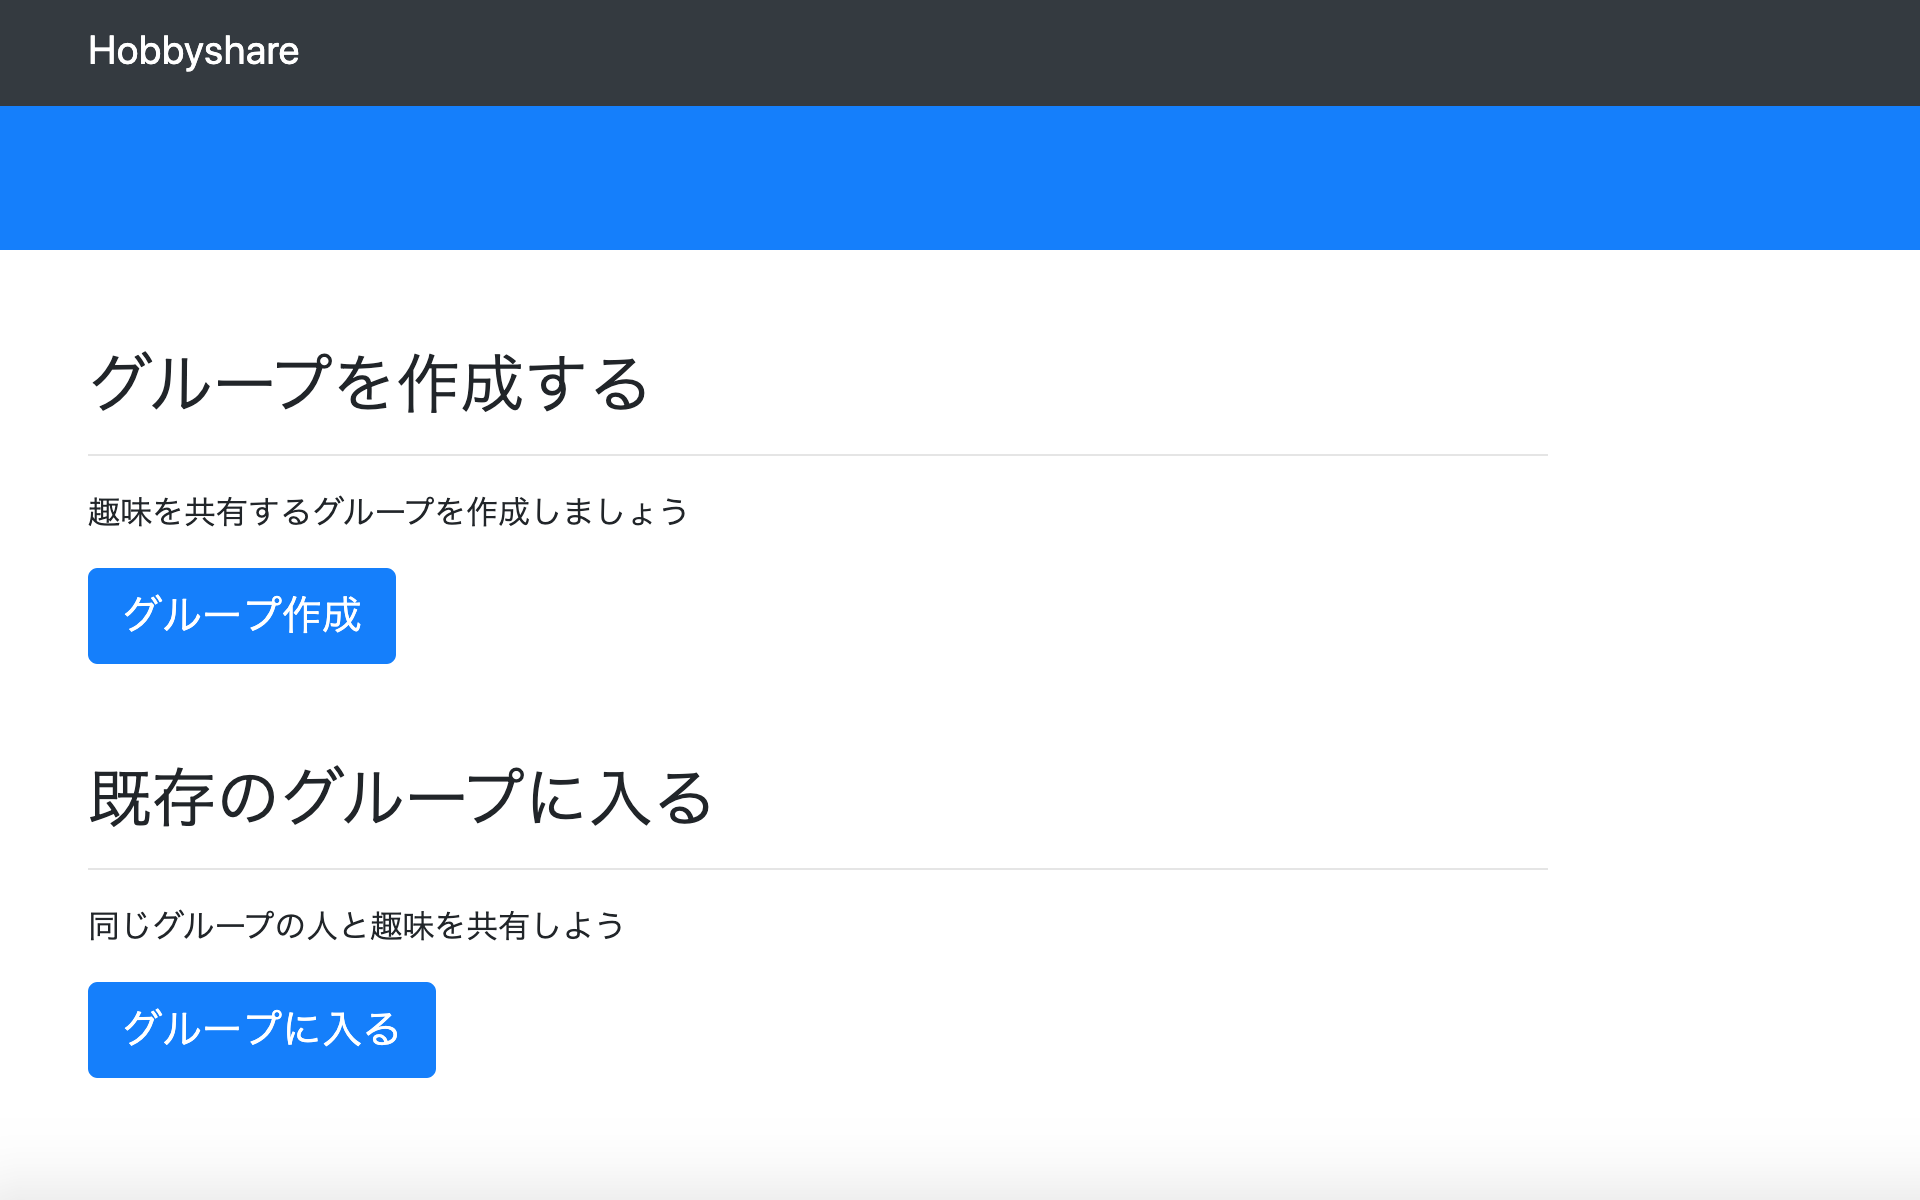 Hobbyshare
グループを作成する
趣味を共有するグループを作成しましょう
グループ作成
既存のグループに入る
同じグループの人と趣味を共有しよう
グループに入る